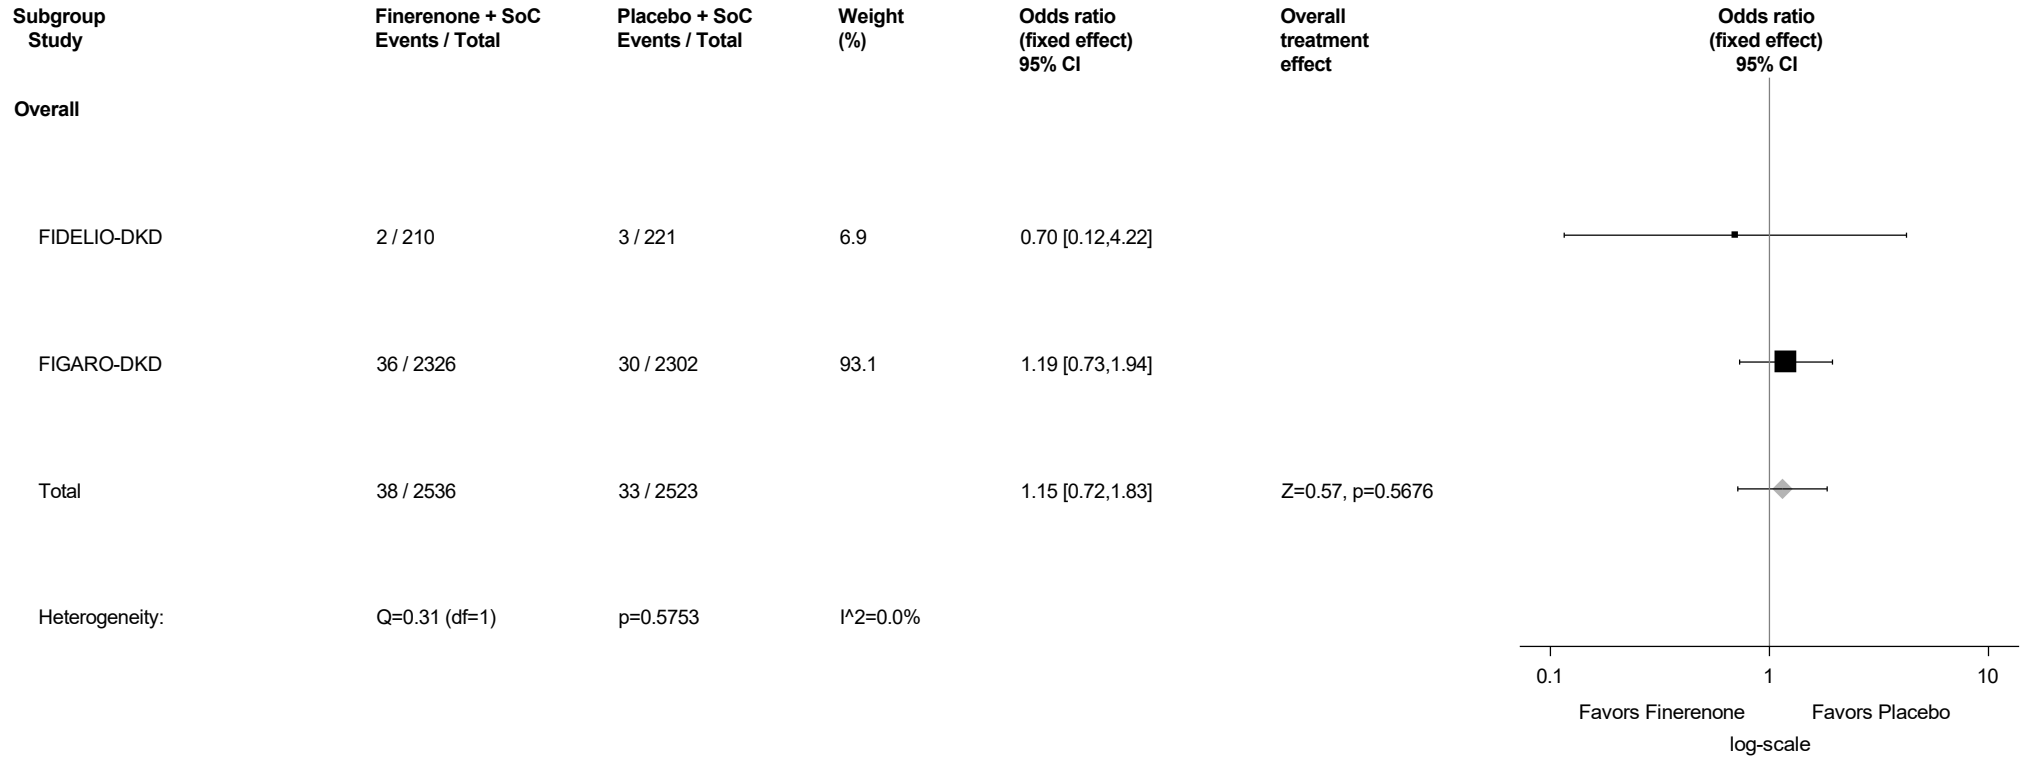 Subgroup Finerenone + SoC Placebo + SoC Weight Odds ratio Overall Odds ratio
Study Events / Total Events / Total (%) (fixed effect) treatment (fixed effect)
95% CI effect 95% CI
Overall
FIDELIO-DKD 2 / 210 3 / 221 6.9 0.70 [0.12,4.22]
FIGARO-DKD 36 / 2326 30 / 2302 93.1 1.19 [0.73,1.94]
Total 38 / 2536 33 / 2523 1.15 [0.72,1.83] Z=0.57, p=0.5676
Heterogeneity: Q=0.31 (df=1) p=0.5753 I^2=0.0%
0.1 1 10
Favors Finerenone Favors Placebo
log-scale